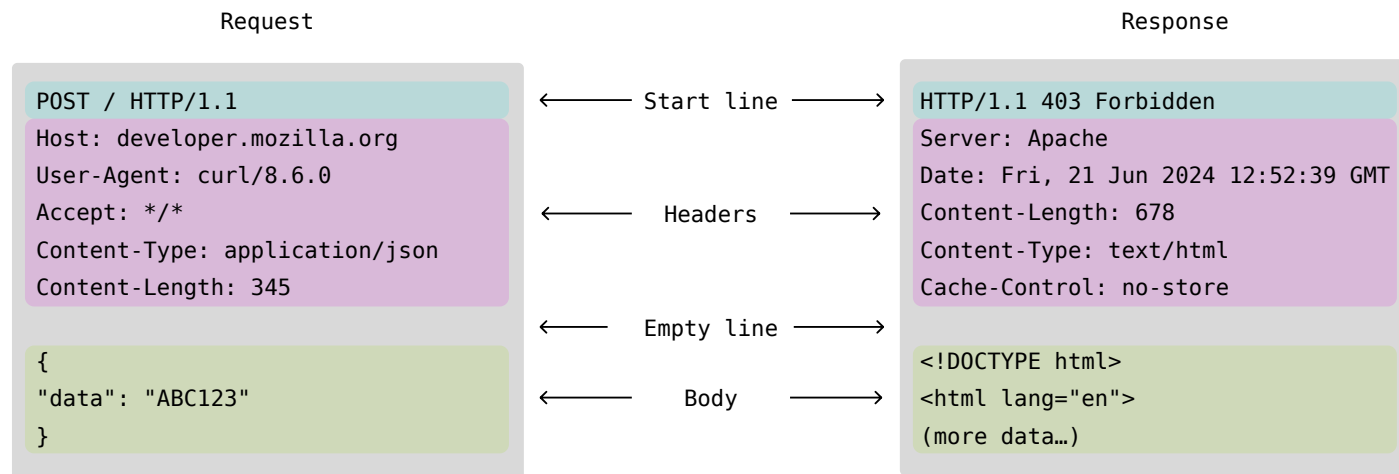 Request
POST / HTTP/1.1
Host: developer.mozilla.org
User-Agent: curl/8.6.0
Accept: */*
Content-Type: application/json
Content-Length: 345
{
"data": "ABC123"
}
Start line
Headers
Empty line
Body
Response
HTTP/1.1 403 Forbidden
Server: Apache
Date: Fri, 21 Jun 2024 12:52:39 GMT
Content-Length: 678
Content-Type: text/html
Cache-Control: no-store
<!DOCTYPE html>
<html lang="en">
(more data…)